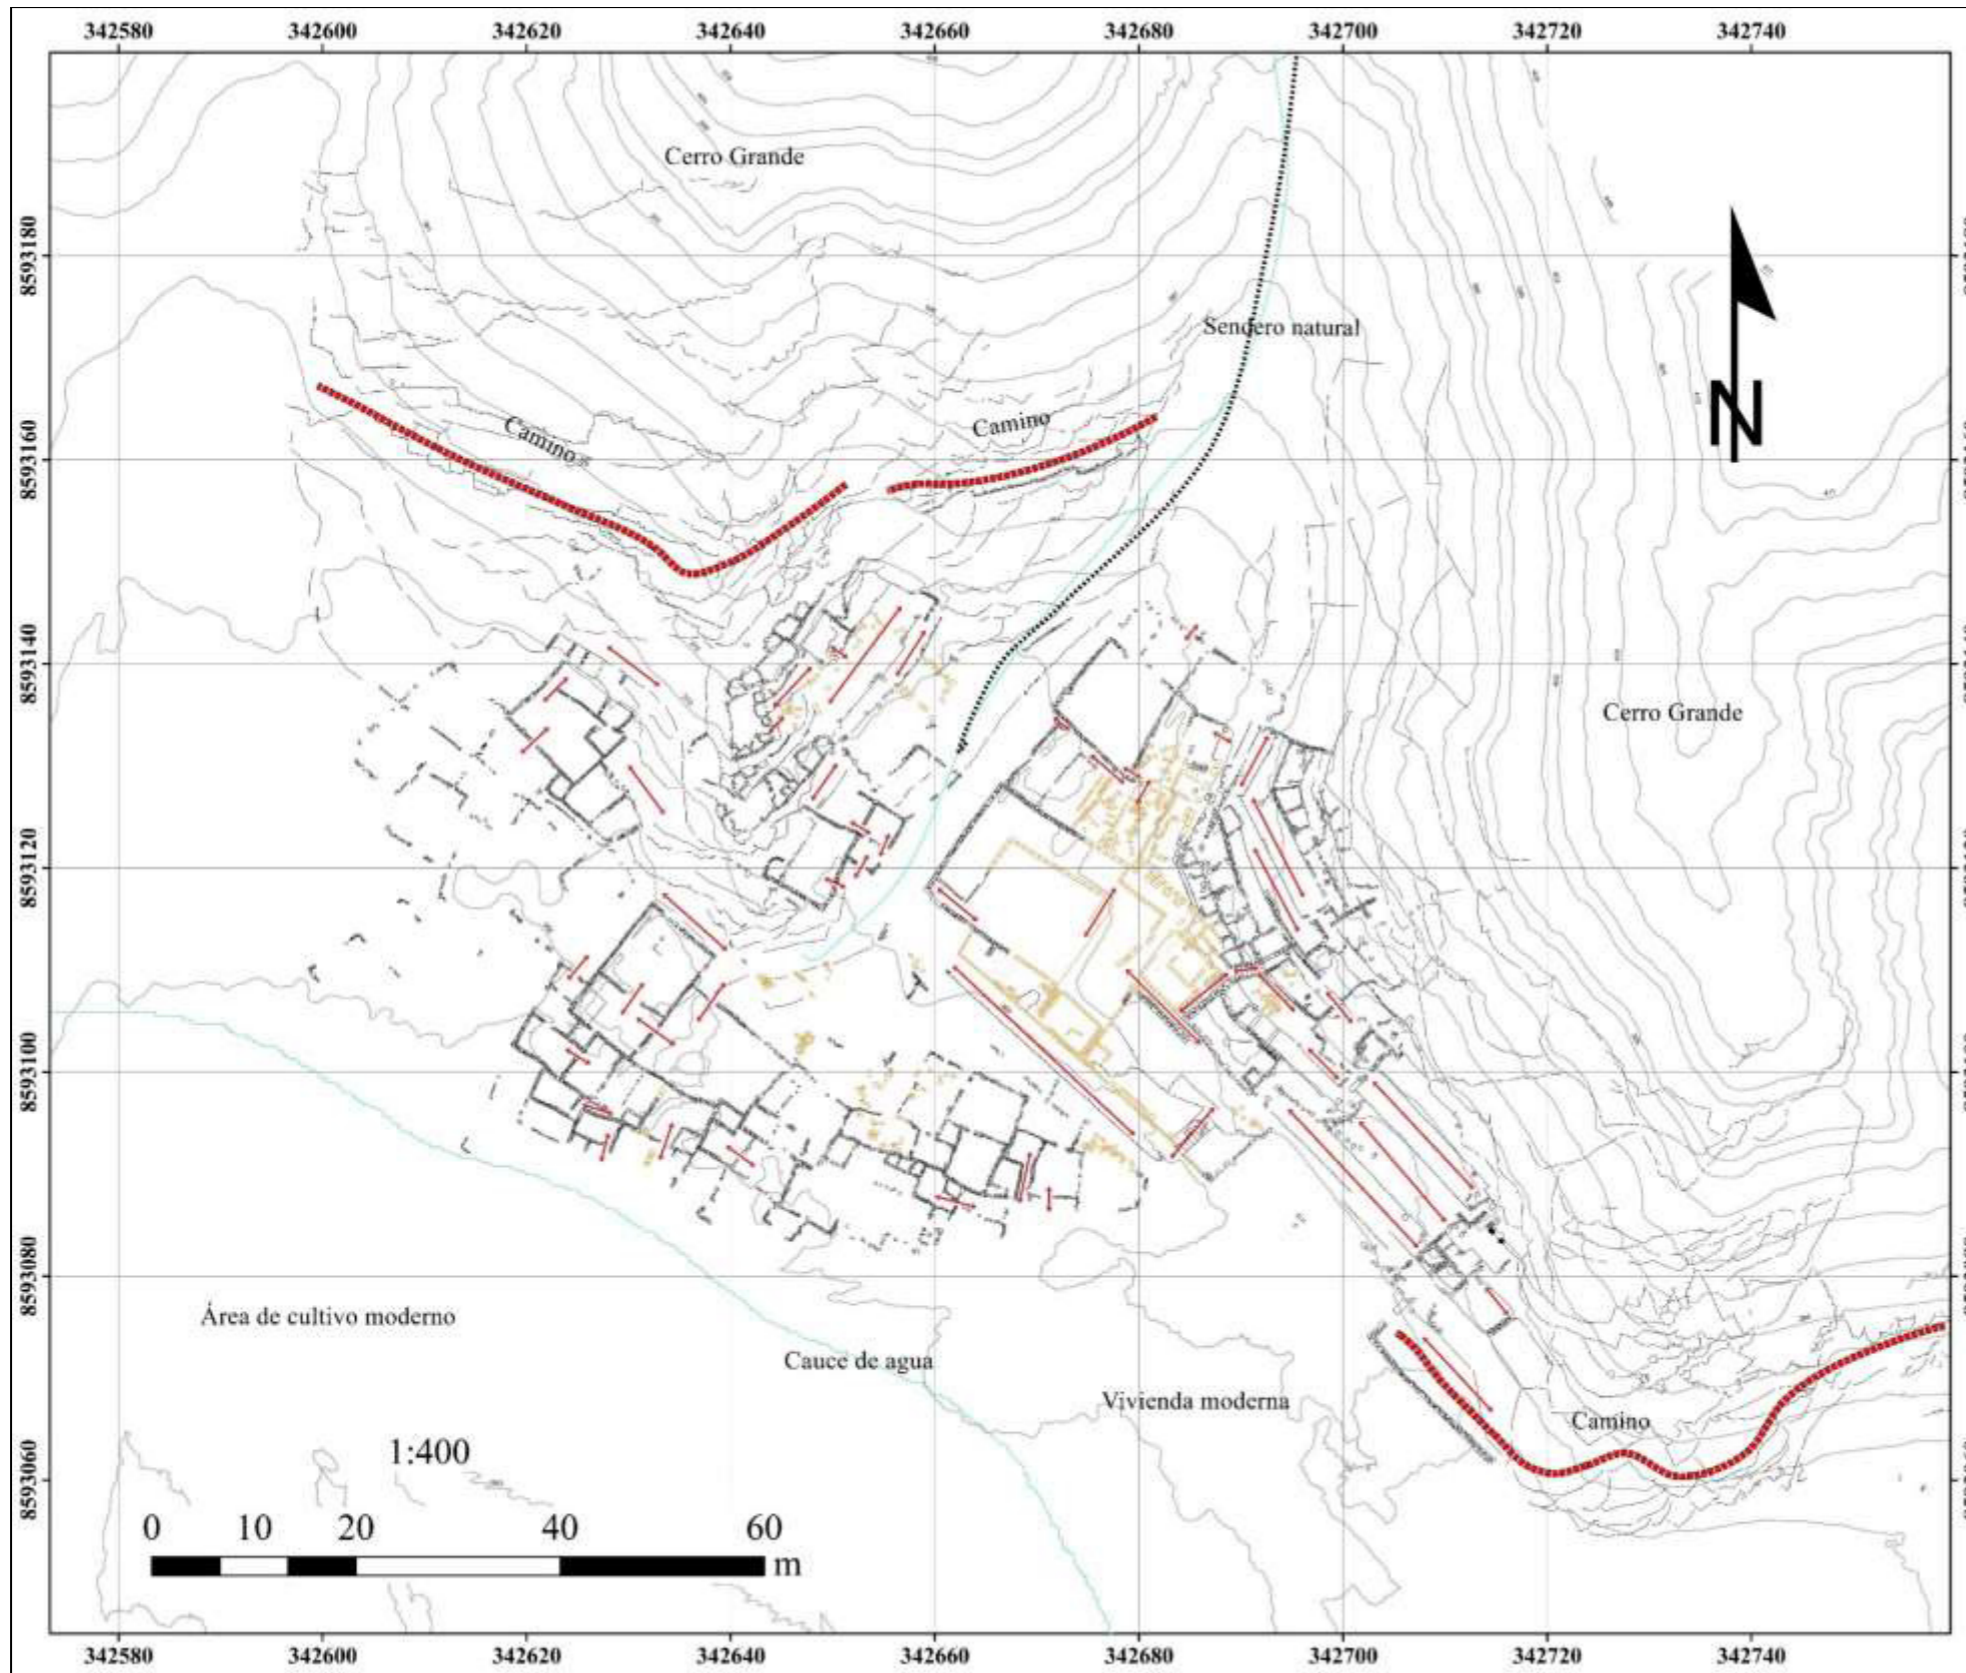 342580 342600 342620 342640 342660 342680 342700 342720 342740
Cerro Grande
8593180
Sendero natural
N
Camino
Camino
8593160
8593140
Cerro Grande
8593120
8593100
8593080
Área de cultivo moderno
Cauce de agua
Vivienda moderna
Camino
8593060
1:400
0 10 20 40 60
m
342580 342600 342620 342640 342660 342680 342700 342720 342740